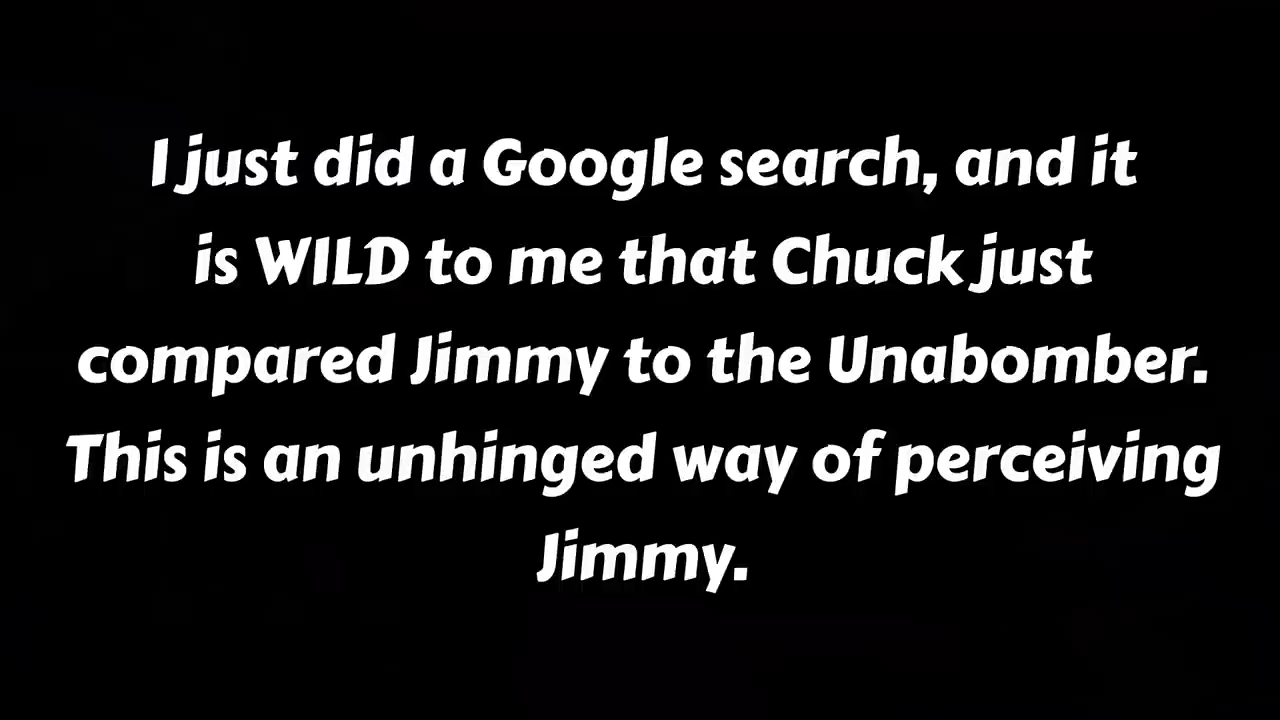 I just did a Google search, and it
is WILD to me that Chuck just
compared Jimmy to the Unabomber.
This is an unhinged way of perceiving
Jimmy.